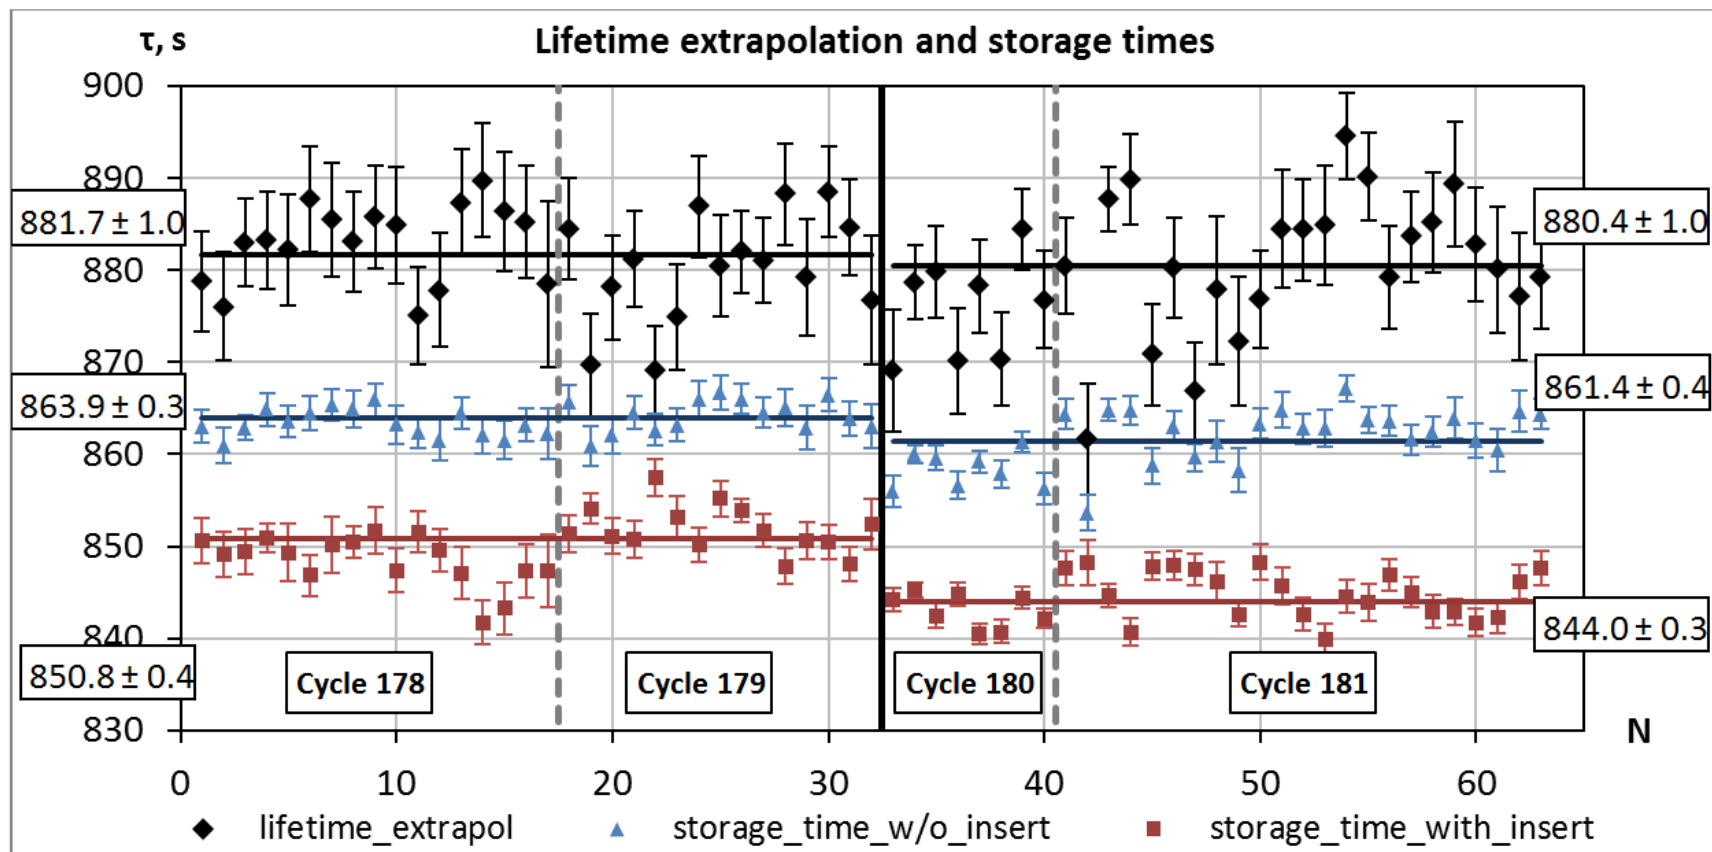 τ, s
Lifetime extrapolation and storage times
900
890
880
870
860
850
840
830
881.7 ± 1.0
863.9 ± 0.3
850.8 ± 0.4
880.4 ± 1.0
861.4 ± 0.4
844.0 ± 0.3
Cycle 178
Cycle 179
Cycle 180
Cycle 181
N
0 10 20 30 40 50 60
lifetime_extrapol storage_time_w/o_insert storage_time_with_insert